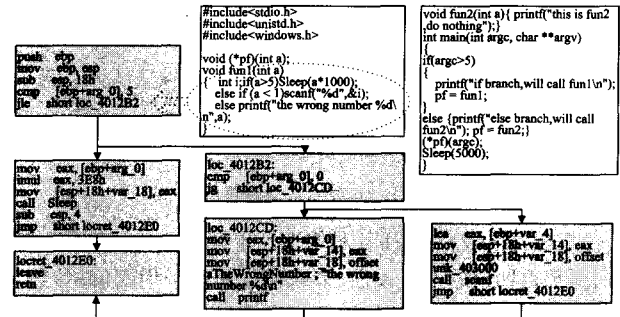 push ebp
mov ebp, esp
sub esp, 18h
cmp [ebp+arg_0], 5
jle short loc_4012B2
#include<stdio.h>
#include<unistd.h>
#include<windows.h>
void (*pf)(int a);
void fun1(int a)
{ int i;if(a>5)Sleep(a*1000);
else if (a < 1)scanf("%d",&i);
else printf("the wrong number %d\
n",a);
}
void fun2(int a){ printf("this is fun2
,do nothing");}
int main(int argc, char **argv)
{
if(argc>5)
{
printf("if branch,will call fun1\n");
pf = fun1;
}
else {printf("else branch,will call
fun2\n"); pf = fun2;}
(*pf)(argc);
Sleep(5000);
}
mov eax, [ebp+arg_0]
imul eax, 3E8h
mov [esp+18h+var_18], eax
call Sleep
sub esp, 4
jmp short locret_4012E0
loc_4012B2:
cmp [ebp+arg_0], 0
jg short loc_4012CD
locret_4012E0:
leave
retn
loc_4012CD:
mov eax, [ebp+arg_0]
mov [esp+18h+var_14], eax
mov [esp+18h+var_18], offset
aTheWrongNumber ; "the wrong
number %d\n"
call printf
lea eax, [ebp+var_4]
mov [esp+18h+var_14], eax
mov [esp+18h+var_18], offset
unk_403000
call scanf
jmp short locret_4012E0